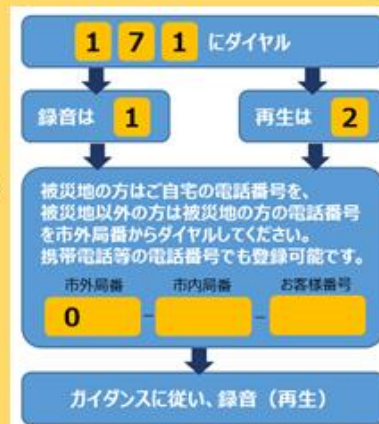 1 7 1 にダイヤル
録音は 1
再生は 2
被災地の方はご自宅の電話番号を、
被災地以外の方は被災地の方の電話番号
を市外局番からダイヤルしてください。
携帯電話等の電話番号でも登録可能です。
市外局番 市内局番 お客様番号
0 - -
ガイダンスに従い、録音（再生）